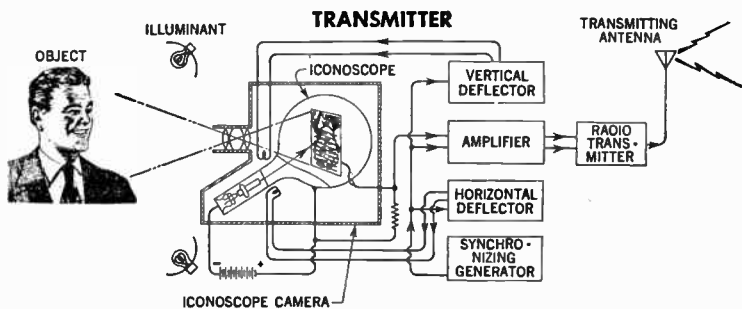 TRANSMITTER
ILLUMINANT
OBJECT
ICONOSCOPE
TRANSMITTING
ANTENNA
VERTICAL
DEFLECTOR
AMPLIFIER
RADIO
TRANS-
MITTER
HORIZONTAL
DEFLECTOR
SYNCHRO-
NIZING
GENERATOR
- +
ICONOSCOPE CAMERA